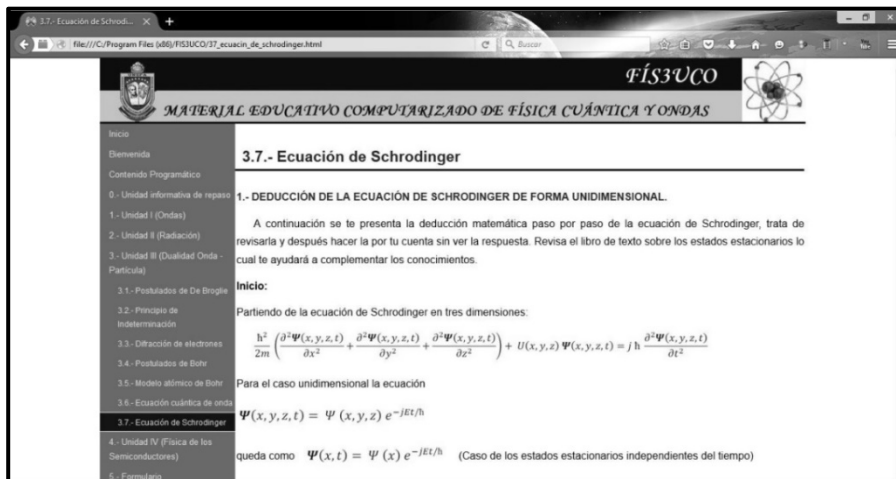 3.7.- Ecuación de Schrodi...
file:///C:/Program Files (x86)/FIS3UCO/37_ecuacin_de_schrodinger.html
Buscar
FÍS3UCO
MATERIAL EDUCATIVO COMPUTARIZADO DE FÍSICA CUÁNTICA Y ONDAS
Inicio
Bienvenida
Contenido Programático
0.- Unidad informativa de repaso
1.- Unidad I (Ondas)
2.- Unidad II (Radiación)
3.- Unidad III (Dualidad Onda -
Partícula)
3.1.- Postulados de De Broglie
3.2.- Principio de
Indeterminación
3.3.- Difracción de electrones
3.4.- Postulados de Bohr
3.5.- Modelo atómico de Bohr
3.6.- Ecuación cuántica de onda
3.7.- Ecuación de Schrodinger
4.- Unidad IV (Física de los
Semiconductores)
5.- Formulario
3.7.- Ecuación de Schrodinger
1.- DEDUCCIÓN DE LA ECUACIÓN DE SCHRODINGER DE FORMA UNIDIMENSIONAL.
A continuación se te presenta la deducción matemática paso por paso de la ecuación de Schrodinger, trata de
revisarla y después hacer la por tu cuenta sin ver la respuesta. Revisa el libro de texto sobre los estados estacionarios lo
cual te ayudará a complementar los conocimientos.
Inicio:
Partiendo de la ecuación de Schrodinger en tres dimensiones:
ħ²/2m (∂²Ψ(x,y,z,t)/∂x² + ∂²Ψ(x,y,z,t)/∂y² + ∂²Ψ(x,y,z,t)/∂z²) + U(x,y,z) Ψ(x,y,z,t) = j ħ ∂²Ψ(x,y,z,t)/∂t²
Para el caso unidimensional la ecuación
Ψ(x,y,z,t) = Ψ (x,y,z) e^(-jEt/ħ)
queda como Ψ(x,t) = Ψ (x) e^(-jEt/ħ) (Caso de los estados estacionarios independientes del tiempo)